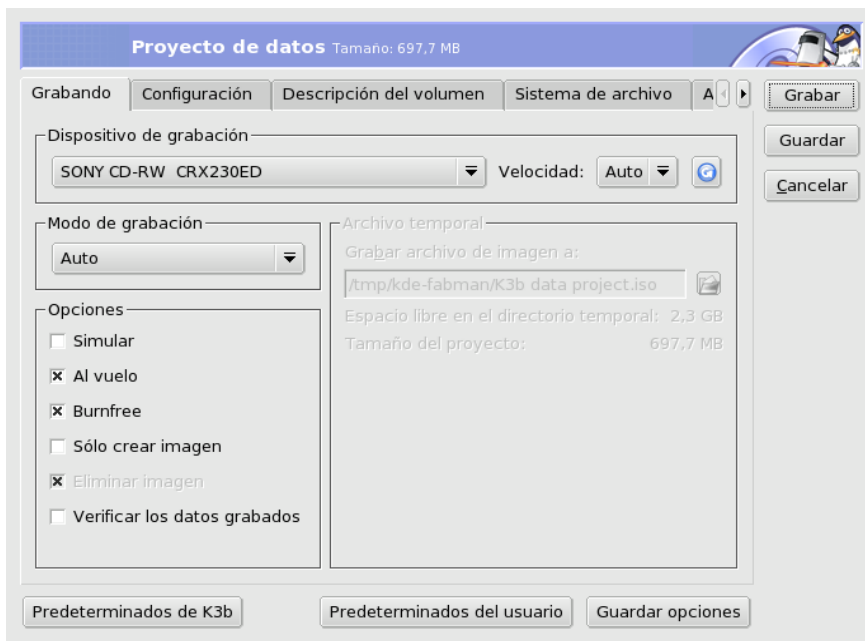 Proyecto de datos Tamaño: 697,7 MB
Grabando Configuración Descripción del volumen Sistema de archivo A
Grabar
Guardar
Cancelar
Dispositivo de grabación
SONY CD-RW CRX230ED Velocidad: Auto
Modo de grabación
Auto
Opciones
Simular
Al vuelo
Burnfree
Sólo crear imagen
Eliminar imagen
Verificar los datos grabados
Archivo temporal
Grabar archivo de imagen a:
/tmp/kde-fabman/K3b data project.iso
Espacio libre en el directorio temporal: 2,3 GB
Tamaño del proyecto: 697,7 MB
Predeterminados de K3b Predeterminados del usuario Guardar opciones